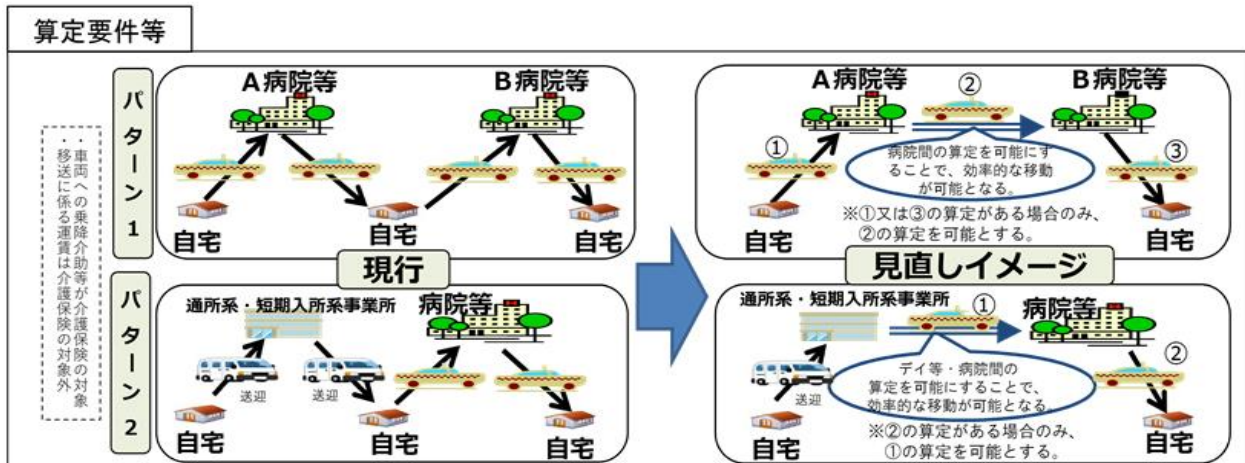 算定要件等
・車両への乗降介助等が介護保険の対象
・移送に係る運賃は介護保険の対象外
パターン1
A病院等
B病院等
自宅
自宅
自宅
現行
パターン2
通所系・短期入所系事業所
病院等
送迎
送迎
自宅
自宅
自宅
A病院等
②
B病院等
①
③
病院間の算定を可能にす
ることで、効率的な移動
が可能となる。
※①又は③の算定がある場合のみ、
②の算定を可能とする。
自宅
自宅
見直しイメージ
通所系・短期入所系事業所
①
病院等
②
送迎
デイ等・病院間の
算定を可能にすることで、
効率的な移動が可能となる。
※②の算定がある場合のみ、
①の算定を可能とする。
自宅
自宅